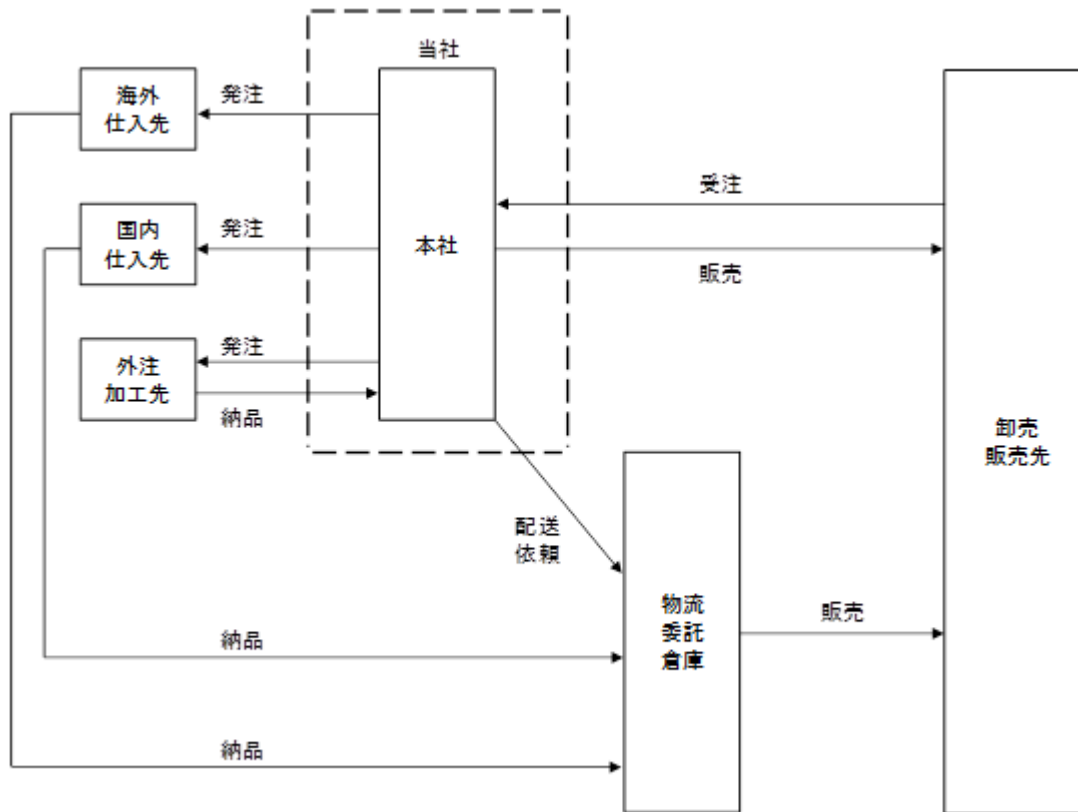 当社
海外
仕入先
発注
受注
国内
仕入先
発注
本社
販売
外注
加工先
発注
納品
卸売
販売先
配送
依頼
物流
委託
倉庫
販売
納品
納品